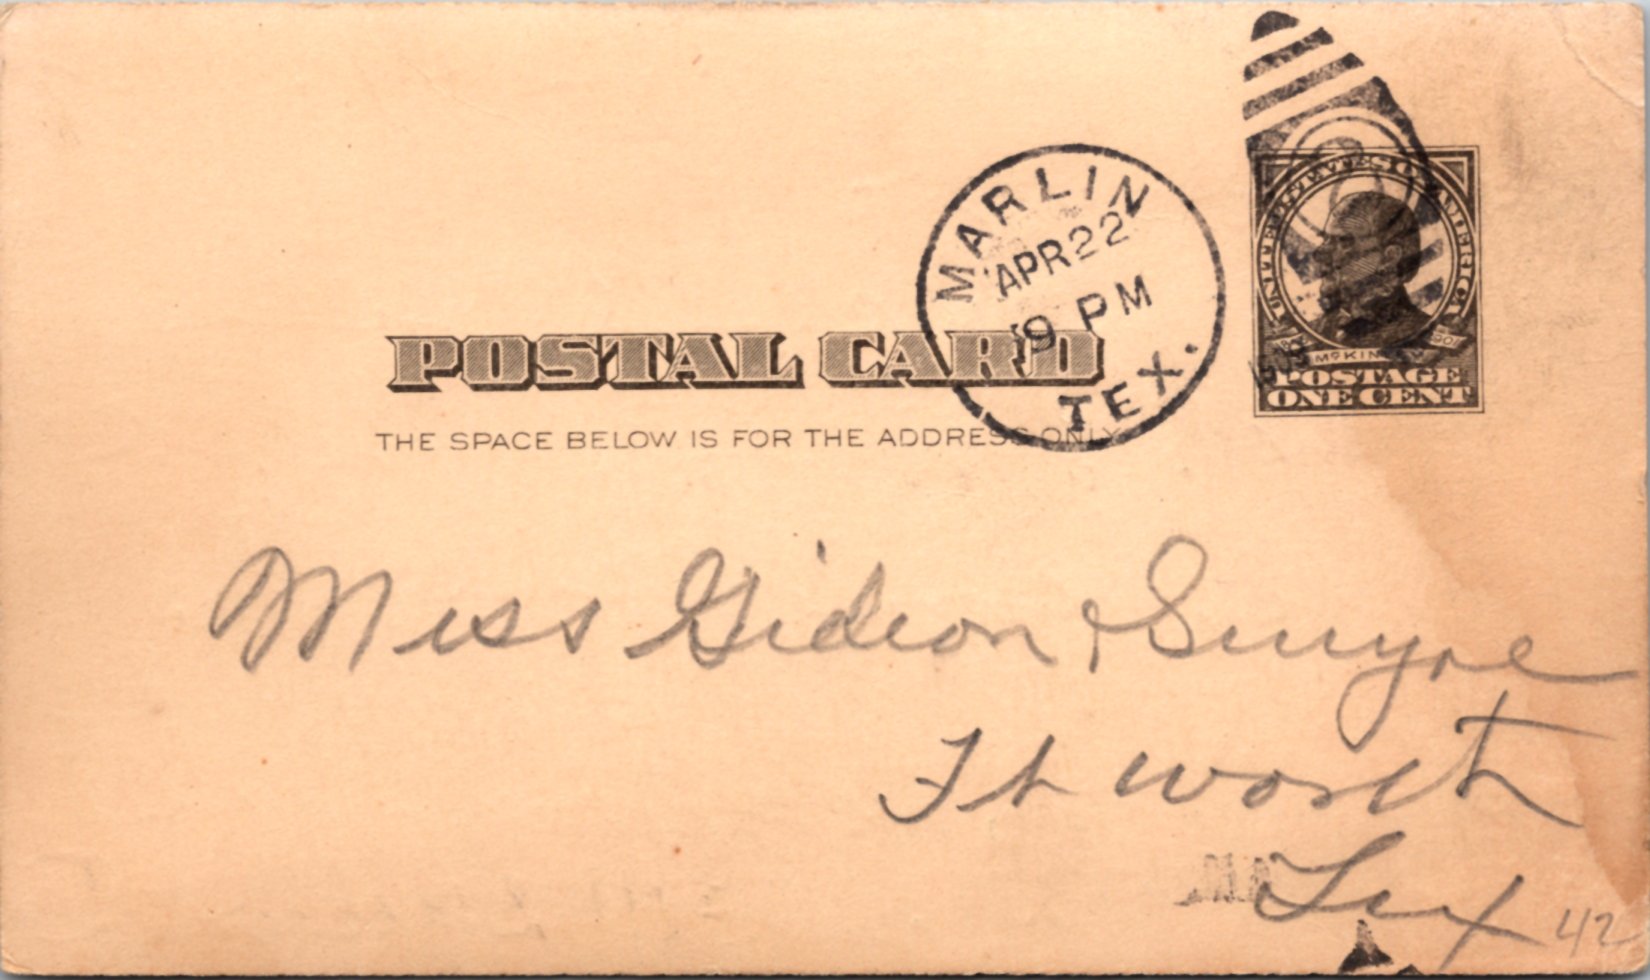 MARLIN
APR 22
9 PM
TEX.
UNITED STATES OF AMERICA
McKINLEY
1903
POSTAGE
ONE CENT
POSTAL CARD
THE SPACE BELOW IS FOR THE ADDRESS ONLY.
Miss Gideon Smyre
Ft Worth
Tex
42